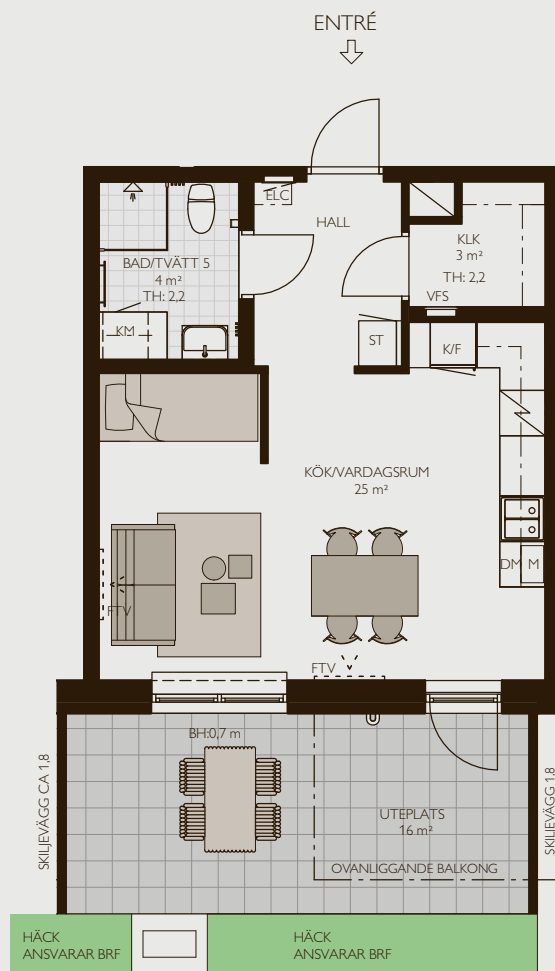 ENTRÉ
ELC
HALL
KLK
3 m²
TH: 2,2
BAD/TVÄTT 5
4 m²
TH: 2,2
VFS
KM
ST
K/F
KÖK/VARDAGSRUM
25 m²
DM
M
FTV
FTV
BH:0,7 m
SKILJEVÄGG CA 1,8
SKILJEVÄGG 1,8
UTEPLATS
16 m²
OVANLIGGANDE BALKONG
HÄCK
ANSVARAR BRF
HÄCK
ANSVARAR BRF